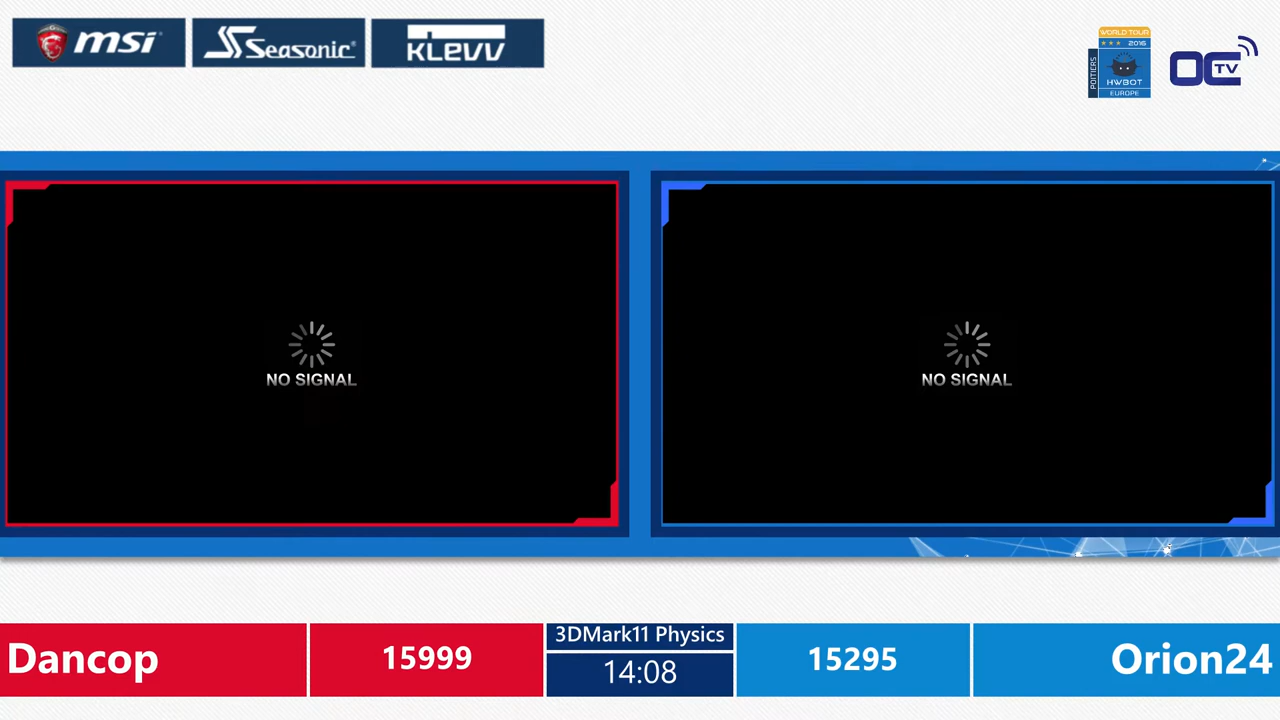 msi
Seasonic
KLEVV
WORLD TOUR
2016
POITIERS
HWBOT
EUROPE
OC TV
NO SIGNAL
NO SIGNAL
Dancop
15999
3DMark11 Physics
14:08
15295
Orion24